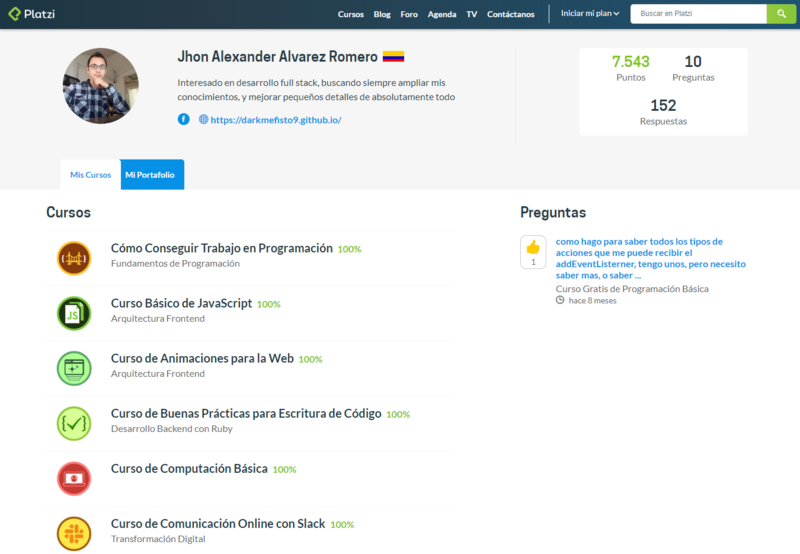 Platzi
Cursos Blog Foro Agenda TV Contáctanos Iniciar mi plan Buscar en Platzi
Jhon Alexander Alvarez Romero
Interesado en desarrollo full stack, buscando siempre ampliar mis
conocimientos, y mejorar pequeños detalles de absolutamente todo
https://darkmefisto9.github.io/
7.543
Puntos
10
Preguntas
152
Respuestas
Mis Cursos Mi Portafolio
Cursos
Cómo Conseguir Trabajo en Programación 100%
Fundamentos de Programación
JS
Curso Básico de JavaScript 100%
Arquitectura Frontend
Curso de Animaciones para la Web 100%
Arquitectura Frontend
Curso de Buenas Prácticas para Escritura de Código 100%
Desarrollo Backend con Ruby
Curso de Computación Básica 100%
Curso de Comunicación Online con Slack 100%
Transformación Digital
Preguntas
1
como hago para saber todos los tipos de
acciones que me puede recibir el
addEventListerner, tengo unos, pero necesito
saber mas, o saber ...
Curso Gratis de Programación Básica
hace 8 meses